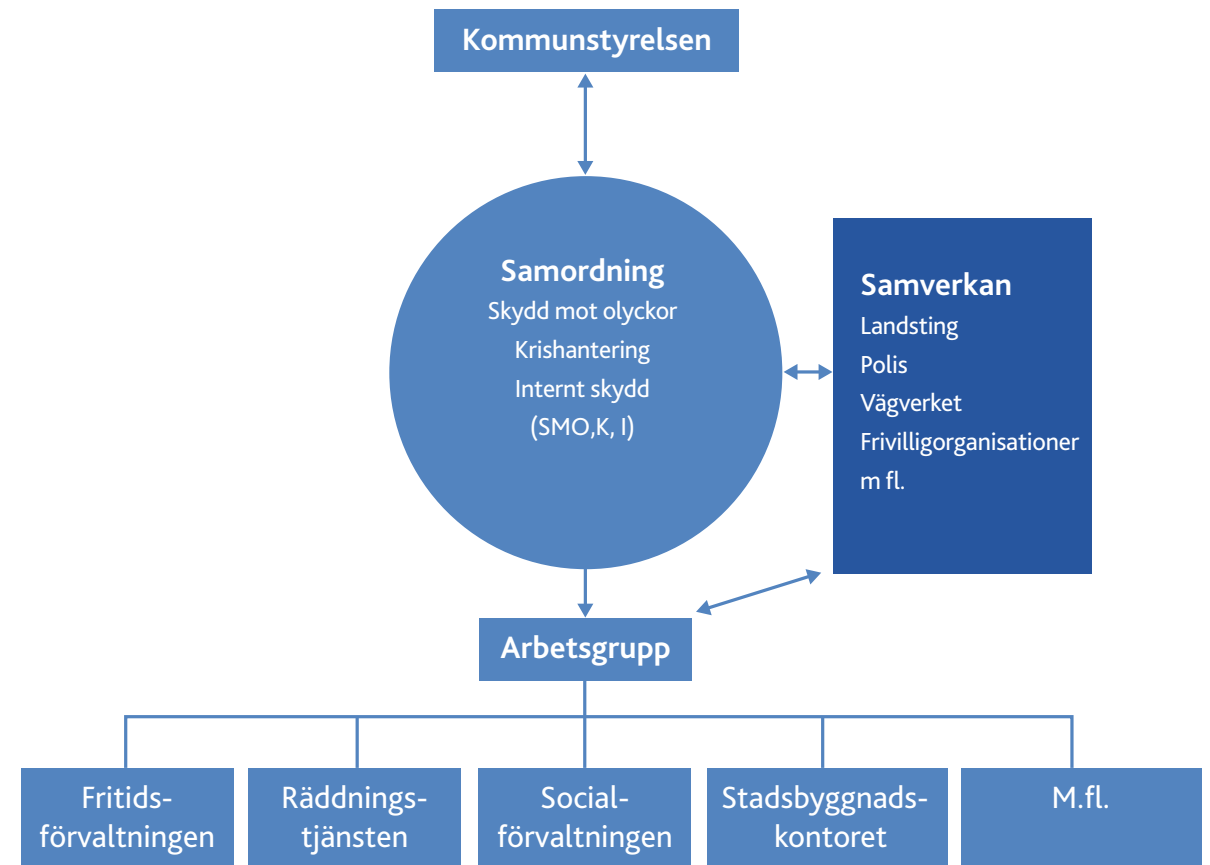 Kommunstyrelsen
Samordning
Skydd mot olyckor
Krishantering
Internt skydd
(SMO,K, I)
Samverkan
Landsting
Polis
Vägverket
Frivilligorganisationer
m fl.
Arbetsgrupp
Fritids-
förvaltningen
Räddnings-
tjänsten
Social-
förvaltningen
Stadsbyggnads-
kontoret
M.fl.